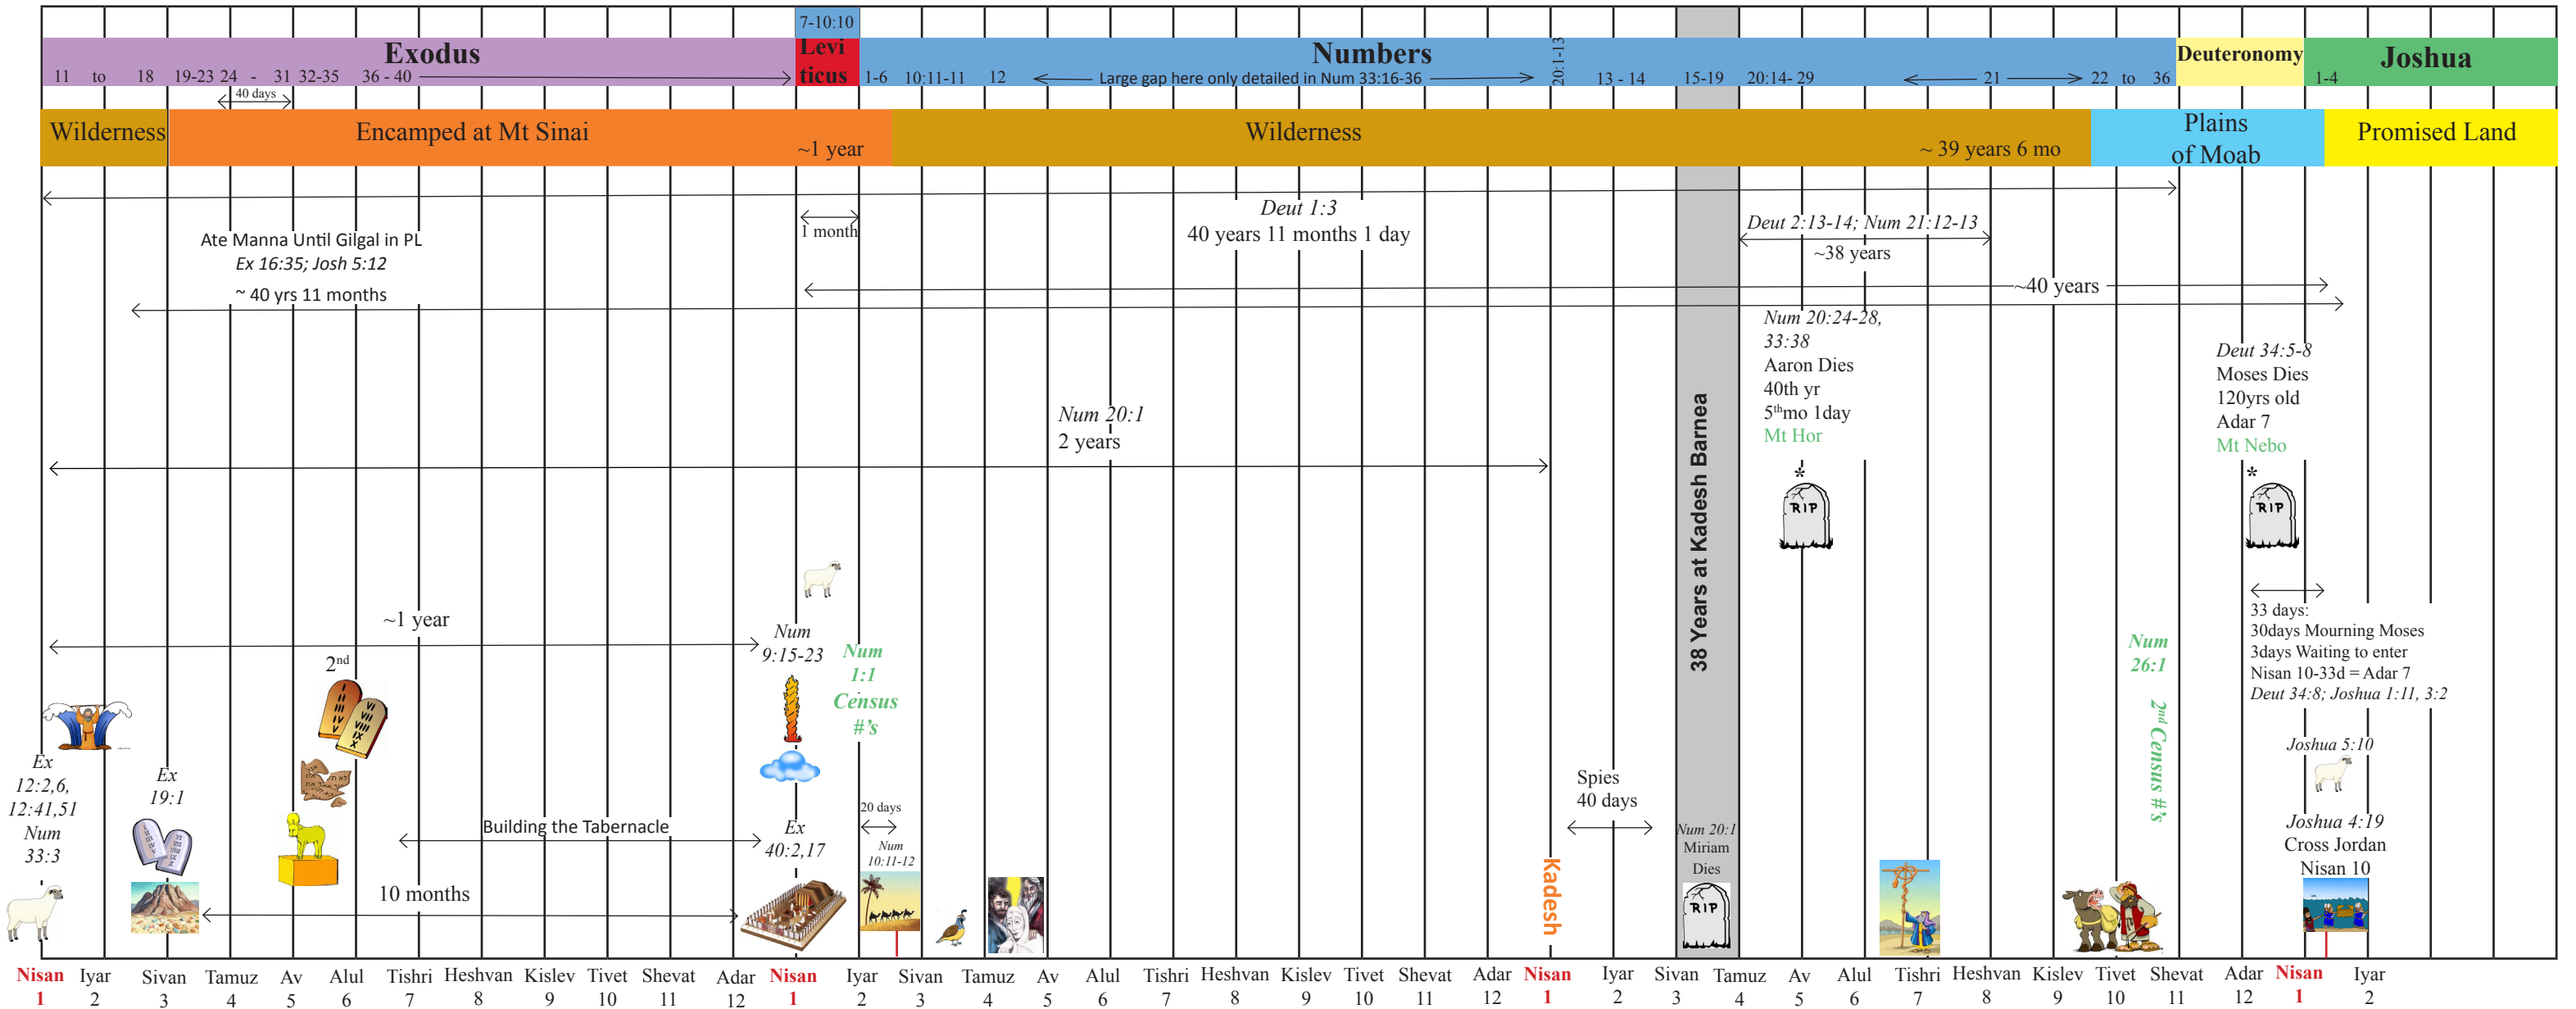 7-10:10
Exodus
Levi
ticus
Numbers
20:1-13
Deuteronomy
Joshua
11 to 18 19-23 24 - 31 32-35 36 - 40
1-6 10:11-11 12 Large gap here only detailed in Num 33:16-36
13 - 14 15-19 20:14- 29 21 22 to 36
1-4
40 days
Wilderness
Encamped at Mt Sinai
~1 year
Wilderness
~ 39 years 6 mo
Plains
of Moab
Promised Land
Ate Manna Until Gilgal in PL
Ex 16:35; Josh 5:12
~ 40 yrs 11 months
1 month
Deut 1:3
40 years 11 months 1 day
Deut 2:13-14; Num 21:12-13
~38 years
~40 years
Num 20:24-28,
33:38
Aaron Dies
40th yr
5thmo 1day
Mt Hor
*
RIP
Deut 34:5-8
Moses Dies
120yrs old
Adar 7
Mt Nebo
*
RIP
Num 20:1
2 years
38 Years at Kadesh Barnea
~1 year
2nd
I
II
III
IV
V
VI
VII
VIII
IX
X
Num
9:15-23
Num
1:1
Census
#'s
Num
26:1
2nd Census #'s
33 days:
30days Mourning Moses
3days Waiting to enter
Nisan 10-33d = Adar 7
Deut 34:8; Joshua 1:11, 3:2
Ex
12:2,6,
12:41,51
Num
33:3
Ex
19:1
Building the Tabernacle
10 months
Ex
40:2,17
20 days
Num
10:11-12
Kadesh
Spies
40 days
Num 20:1
Miriam
Dies
RIP
Joshua 5:10
Joshua 4:19
Cross Jordan
Nisan 10
Nisan Iyar Sivan Tamuz Av Alul Tishri Heshvan Kislev Tivet Shevat Adar Nisan Iyar Sivan Tamuz Av Alul Tishri Heshvan Kislev Tivet Shevat Adar Nisan Iyar Sivan Tamuz Av Alul Tishri Heshvan Kislev Tivet Shevat Adar Nisan Iyar
1 2 3 4 5 6 7 8 9 10 11 12 1 2 3 4 5 6 7 8 9 10 11 12 1 2 3 4 5 6 7 8 9 10 11 12 1 2